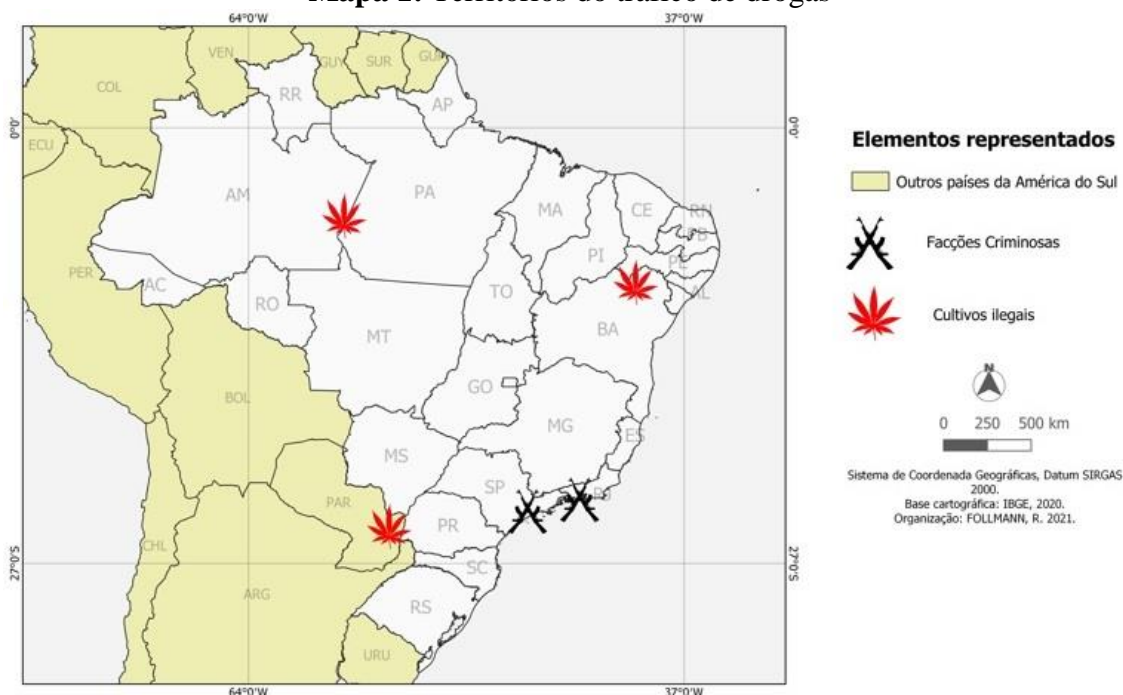 Mapa 1: Territórios do tráfico de drogas
64°0'W 37°0'W
VEN
GUY SUR GUF
COL
RR AP
0°0' 0°0'
ECU
AM PA
MA CE RN
PB
PI PE
PER
AC TO AL
RO
BA
MT
GO
BOL
MG
ES
MS
SP RJ
PAR
PR
CHL
27°0'S 27°0'S
SC
ARG
RS
URU
64°0'W 37°0'W
Elementos representados
Outros países da América do Sul
Facções Criminosas
Cultivos ilegais
N
0 250 500 km
Sistema de Coordenada Geográficas, Datum SIRGAS
2000.
Base cartográfica: IBGE, 2020.
Organização: FOLLMANN, R. 2021.